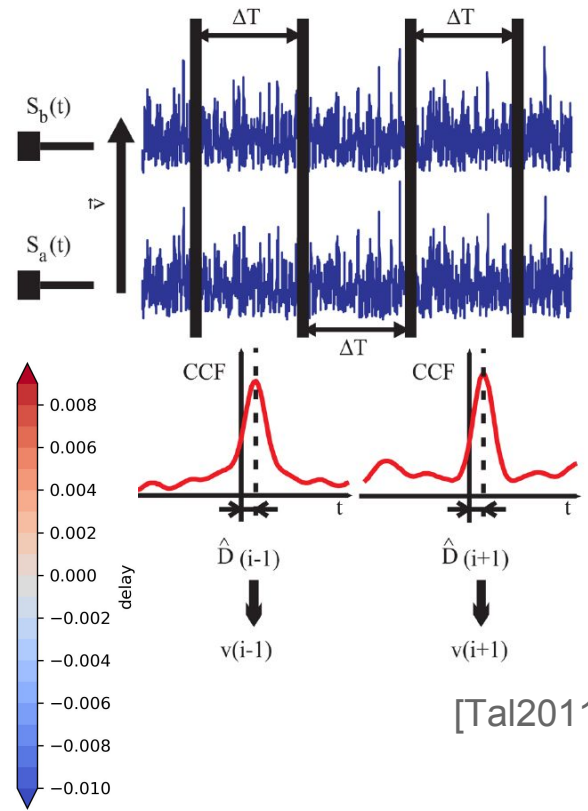 ΔT
ΔT
S_b(t)
v⃗
S_a(t)
ΔT
CCF
CCF
0.008
0.006
0.004
0.002
0.000
−0.002
−0.004
−0.006
−0.008
−0.010
delay
t
t
D̂ (i-1)
D̂ (i+1)
v(i-1)
v(i+1)
[Tal2011